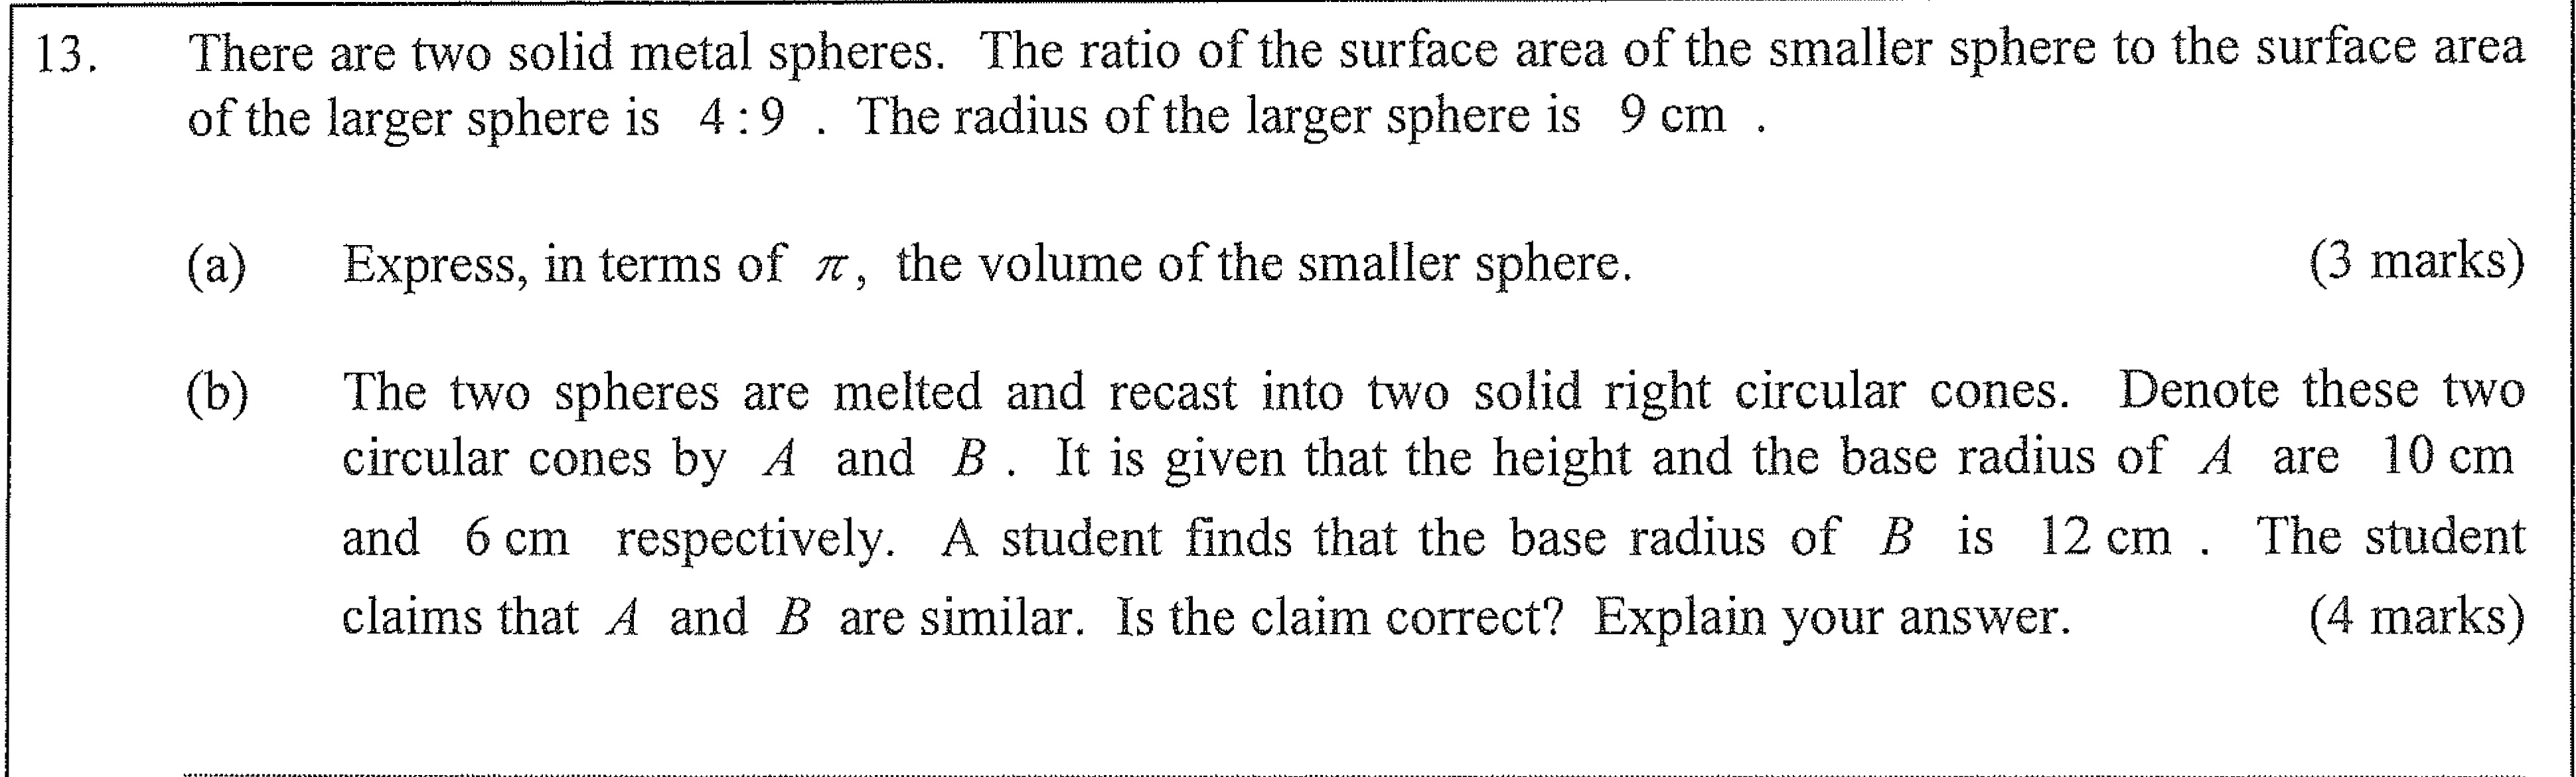 13. There are two solid metal spheres. The ratio of the surface area of the smaller sphere to the surface area
of the larger sphere is 4 : 9 . The radius of the larger sphere is 9 cm .
(a) Express, in terms of π, the volume of the smaller sphere. (3 marks)
(b) The two spheres are melted and recast into two solid right circular cones. Denote these two
circular cones by A and B . It is given that the height and the base radius of A are 10 cm
and 6 cm respectively. A student finds that the base radius of B is 12 cm . The student
claims that A and B are similar. Is the claim correct? Explain your answer. (4 marks)